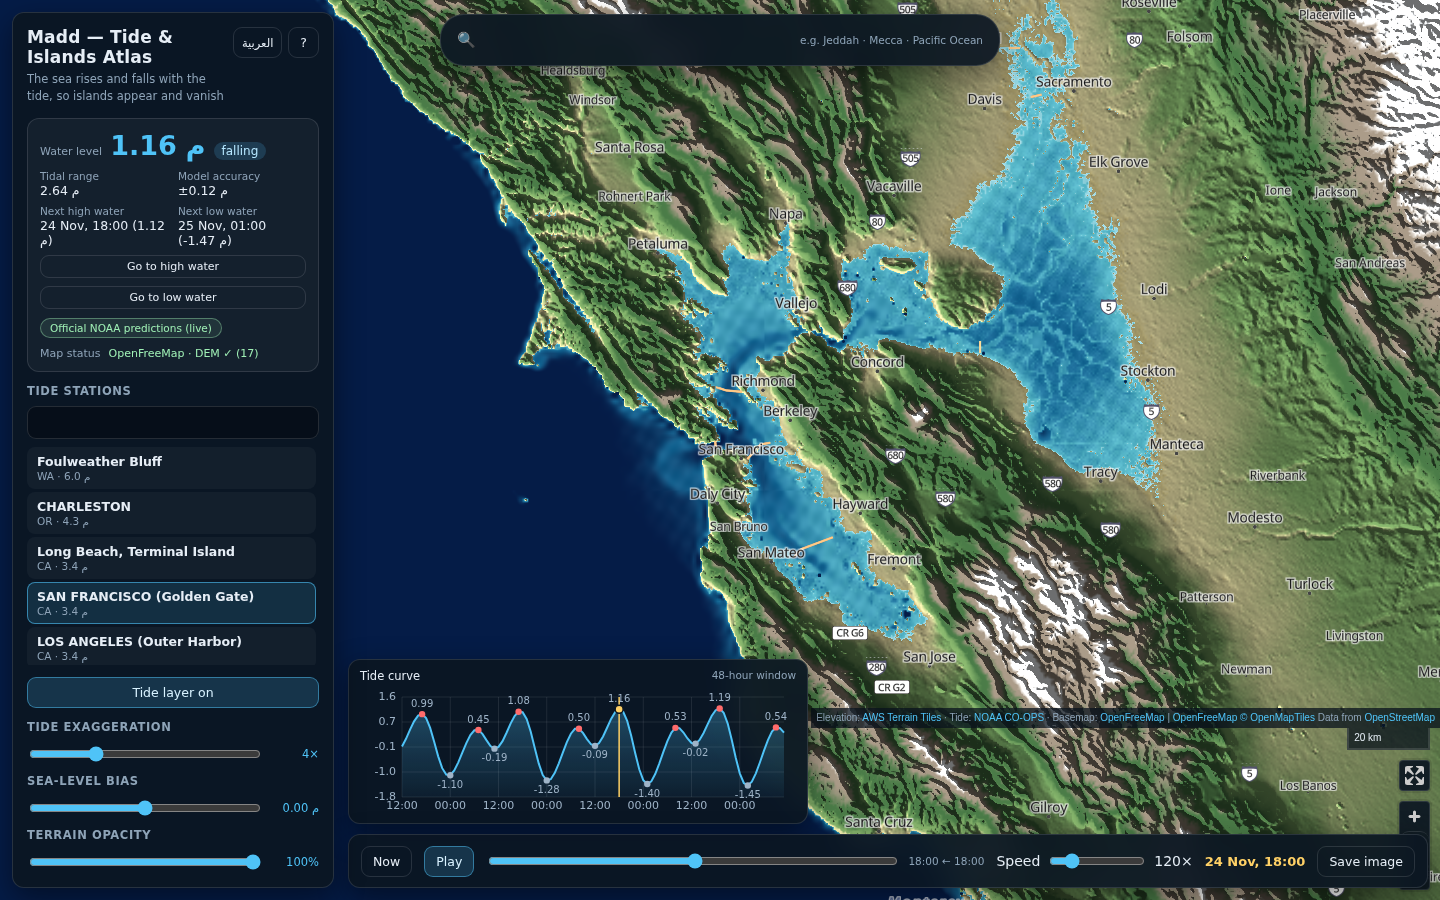 Madd — Tide &
Islands Atlas
العربية
?
The sea rises and falls with the
tide, so islands appear and vanish
Water level 1.16 م falling
Tidal range
2.64 م
Model accuracy
±0.12 م
Next high water
24 Nov, 18:00 (1.12
م)
Next low water
25 Nov, 01:00
(-1.47 م)
Go to high water
Go to low water
Official NOAA predictions (live)
Map status OpenFreeMap · DEM ✓ (17)
TIDE STATIONS
Foulweather Bluff
WA · 6.0 م
CHARLESTON
OR · 4.3 م
Long Beach, Terminal Island
CA · 3.4 م
SAN FRANCISCO (Golden Gate)
CA · 3.4 م
LOS ANGELES (Outer Harbor)
CA · 3.4 م
Tide layer on
TIDE EXAGGERATION
4×
SEA-LEVEL BIAS
0.00 م
TERRAIN OPACITY
100%
e.g. Jeddah · Mecca · Pacific Ocean
505
Roseville
Placerville
80
Folsom
Healdsburg
Sacramento
Windsor
Davis
Santa Rosa
505
Elk Grove
Vacaville
Rohnert Park
Ione
Jackson
Napa
80
Petaluma
San Andreas
680
Lodi
Vallejo
5
Concord
Stockton
Richmond
Berkeley
5
San Francisco
Manteca
680
Tracy
Riverbank
580
Daly City
580
Hayward
Modesto
San Bruno
580
San Mateo
Fremont
Turlock
Patterson
CR G6
Livingston
San Jose
280
Newman
CR G2
Elevation: AWS Terrain Tiles · Tide: NOAA CO-OPS · Basemap: OpenFreeMap | OpenFreeMap © OpenMapTiles Data from OpenStreetMap
20 km
5
Los Banos
Gilroy
Santa Cruz
+
Tide curve
48-hour window
1.6
0.7
-0.1
-1.0
-1.8
0.99
-1.10
0.45
-0.19
1.08
-1.28
0.50
-0.09
1.16
-1.40
0.53
-0.02
1.19
-1.45
0.54
12:00 00:00 12:00 00:00 12:00 00:00 12:00 00:00
Now
Play
18:00 ← 18:00
Speed
120×
24 Nov, 18:00
Save image